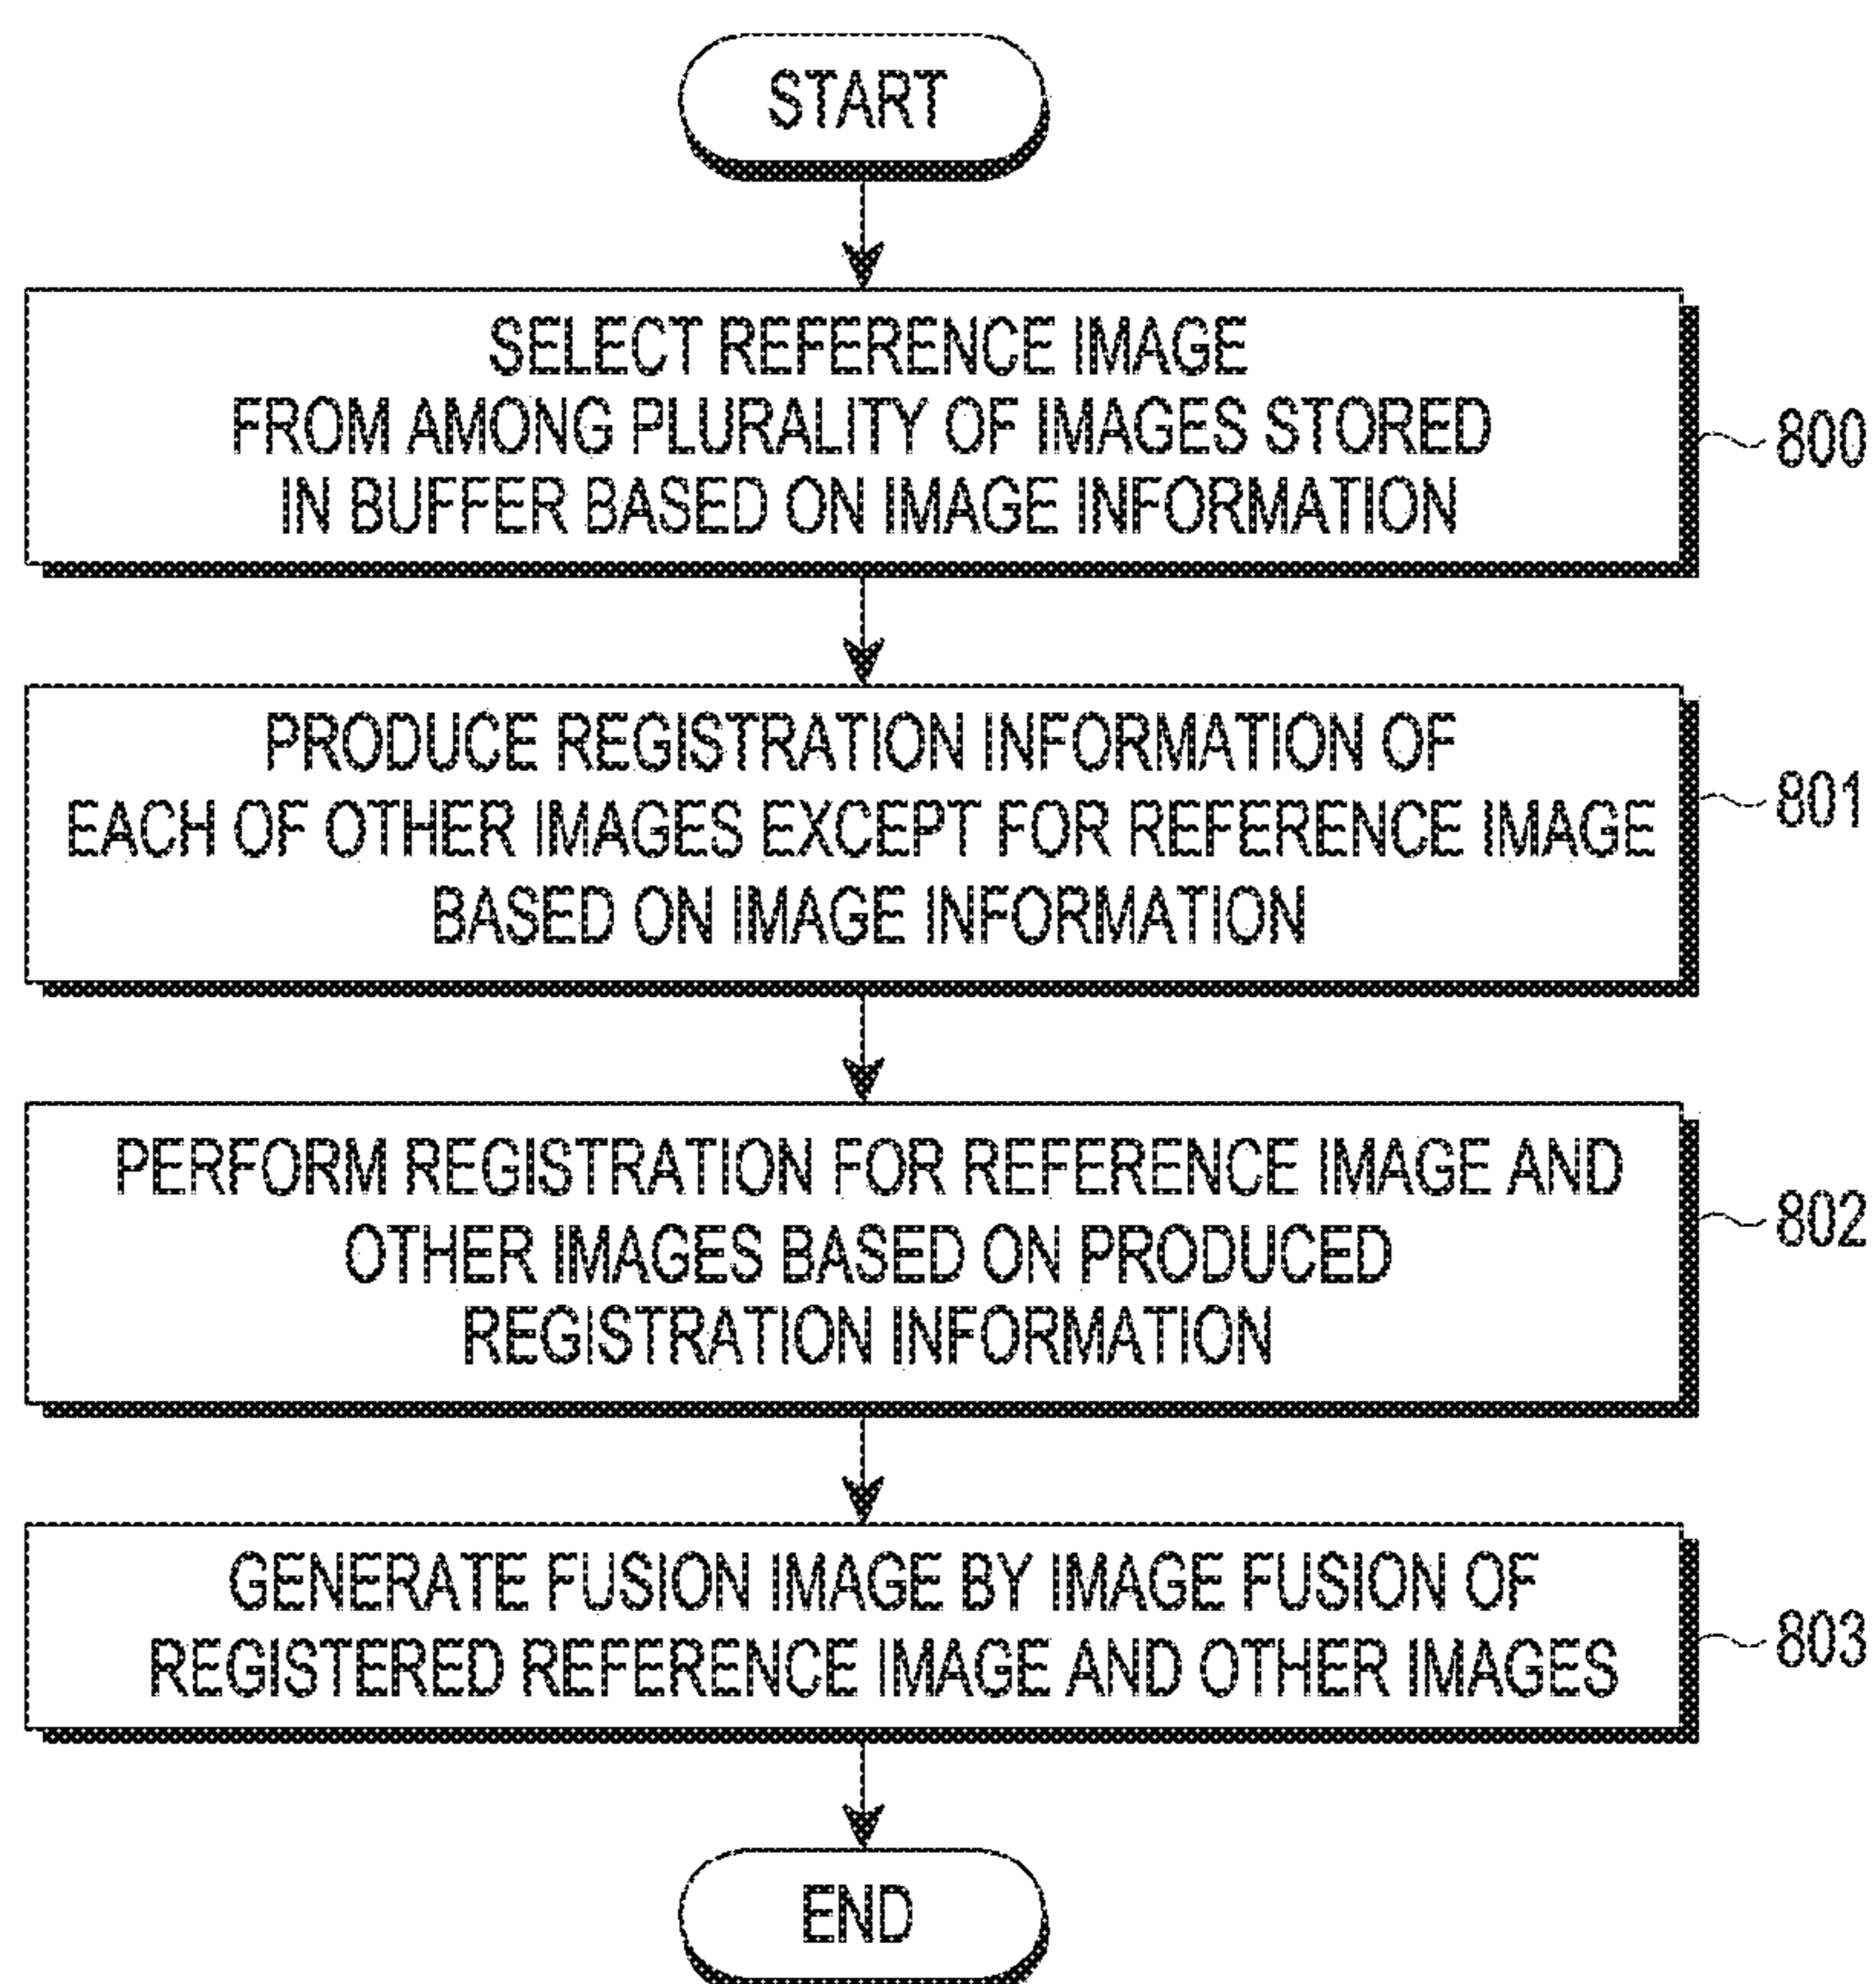 START
SELECT REFERENCE IMAGE
FROM AMONG PLURALITY OF IMAGES STORED
IN BUFFER BASED ON IMAGE INFORMATION
800
PRODUCE REGISTRATION INFORMATION OF
EACH OF OTHER IMAGES EXCEPT FOR REFERENCE IMAGE
BASED ON IMAGE INFORMATION
801
PERFORM REGISTRATION FOR REFERENCE IMAGE AND
OTHER IMAGES BASED ON PRODUCED
REGISTRATION INFORMATION
802
GENERATE FUSION IMAGE BY IMAGE FUSION OF
REGISTERED REFERENCE IMAGE AND OTHER IMAGES
803
END